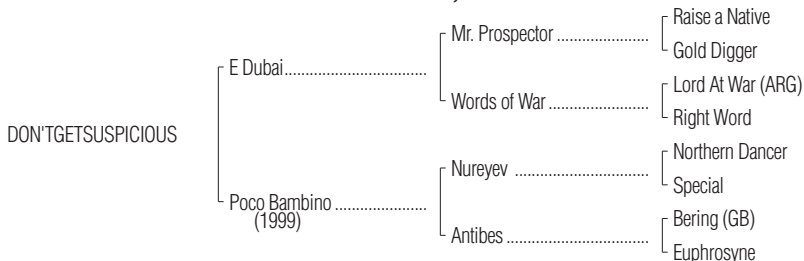 Raise a Native
Mr. Prospector ......................
Gold Digger
E Dubai.................................
Lord At War (ARG)
Words of War .......................
Right Word
DON'TGETSUSPICIOUS
Northern Dancer
Nureyev ...............................
Special
Poco Bambino .....................
(1999)
Bering (GB)
Antibes .................................
Euphrosyne